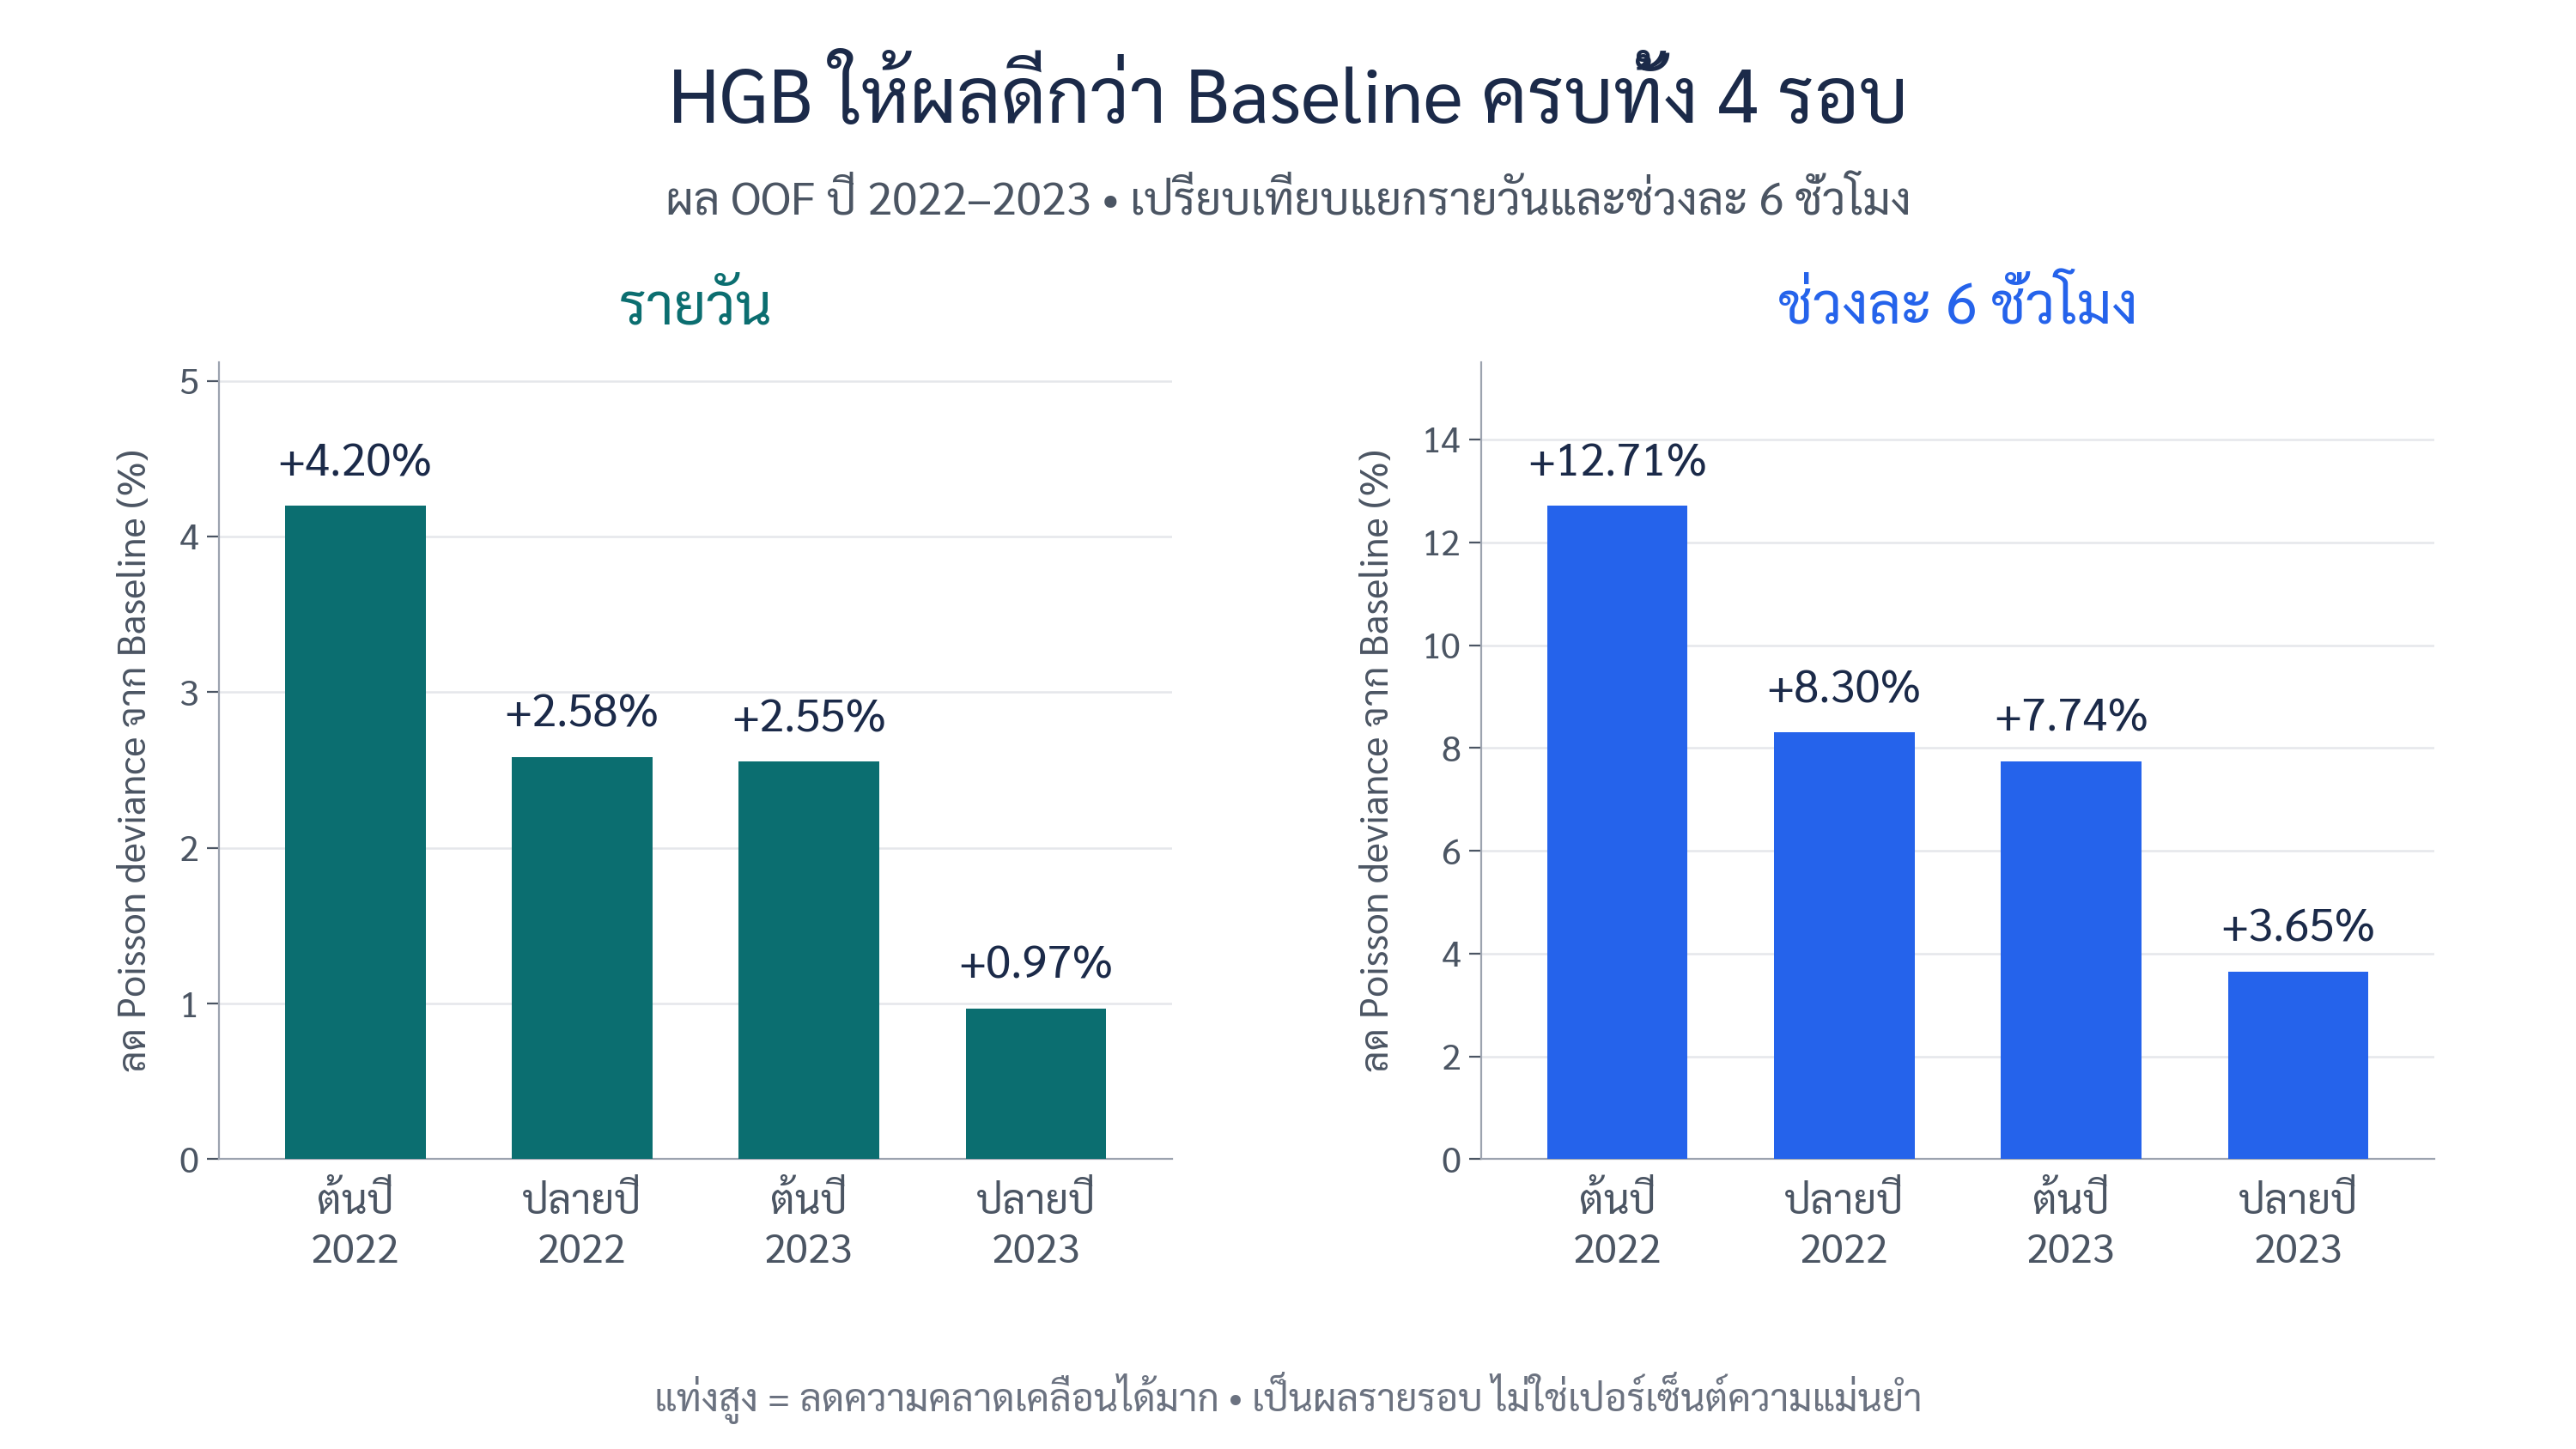 HGB ให้ผลดีกว่า Baseline ครบทั้ง 4 รอบ
ผล OOF ปี 2022–2023 • เปรียบเทียบแยกรายวันและช่วงละ 6 ชั่วโมง
รายวัน
ลด Poisson deviance จาก Baseline (%)
5
4
3
2
1
0
+4.20%
+2.58%
+2.55%
+0.97%
ต้นปี
2022
ปลายปี
2022
ต้นปี
2023
ปลายปี
2023
ช่วงละ 6 ชั่วโมง
ลด Poisson deviance จาก Baseline (%)
14
12
10
8
6
4
2
0
+12.71%
+8.30%
+7.74%
+3.65%
ต้นปี
2022
ปลายปี
2022
ต้นปี
2023
ปลายปี
2023
แท่งสูง = ลดความคลาดเคลื่อนได้มาก • เป็นผลรายรอบ ไม่ใช่เปอร์เซ็นต์ความแม่นยำ